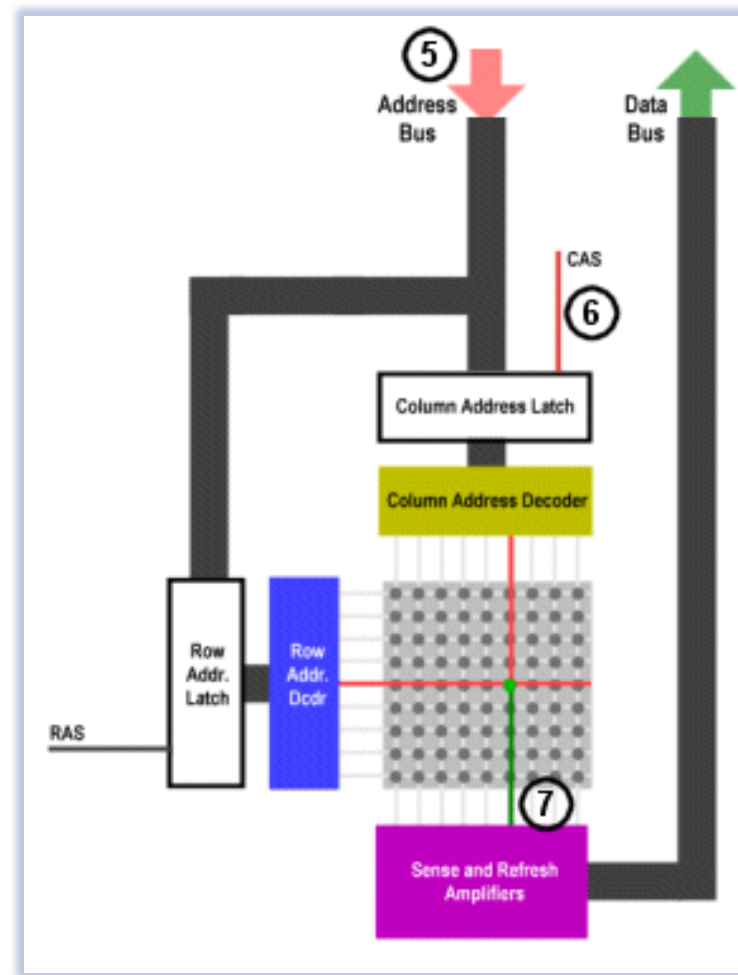 5
Address
Bus
Data
Bus
CAS
6
Column Address Latch
Column Address Decoder
Row
Addr.
Latch
Row
Addr.
Dcdr
RAS
7
Sense and Refresh
Amplifiers